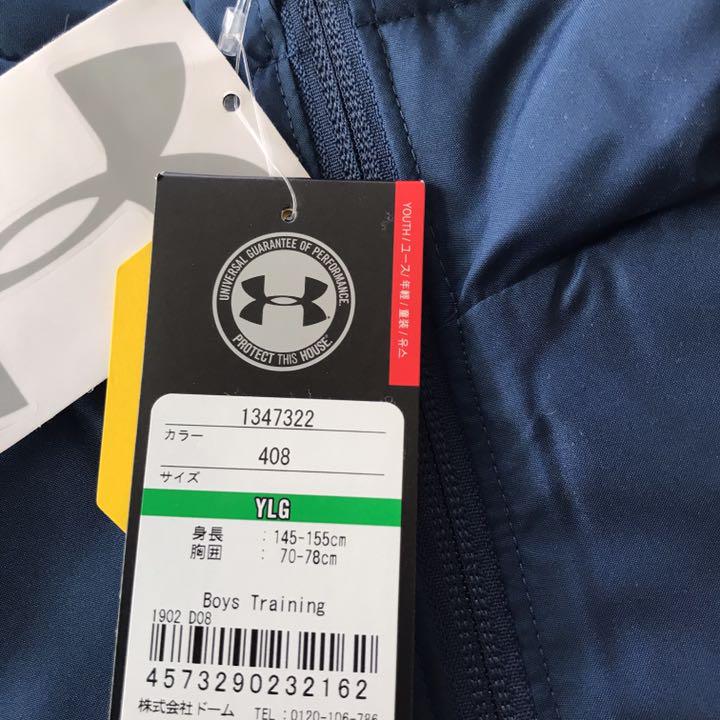 UNIVERSAL GUARANTEE OF PERFORMANCE.
PROTECT THIS HOUSE.
YOUTH / ユース / 年輕 / 童装 / 유스
1347322
カラー
408
サイズ
YLG
身長 : 145-155cm
胸囲 : 70-78cm
Boys Training
1902 D08
4573290232162
株式会社ドーム TEL :0120-106-786